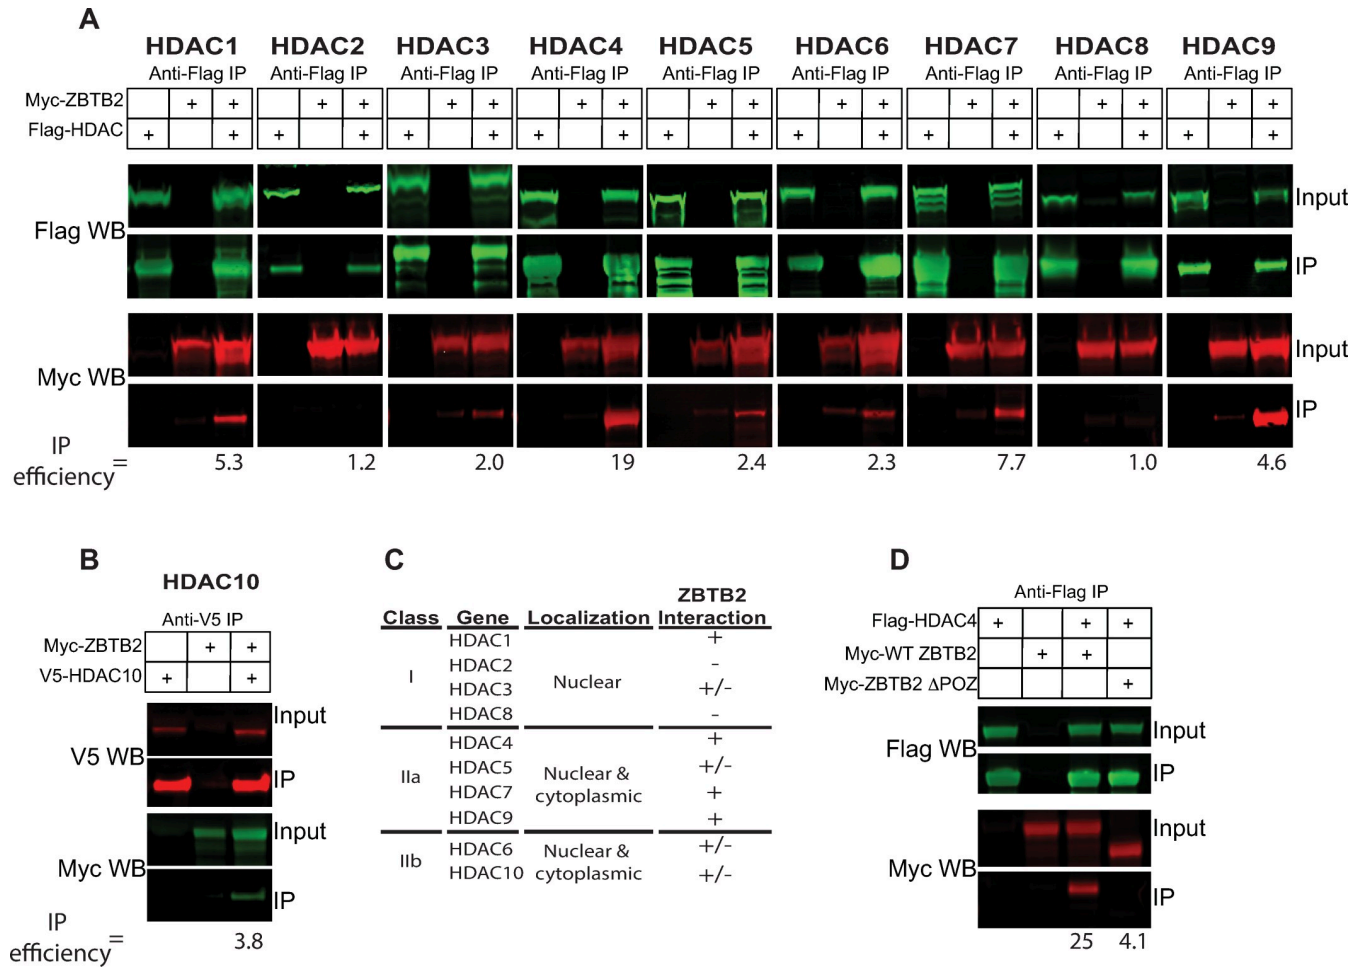 A
HDAC1 HDAC2 HDAC3 HDAC4 HDAC5 HDAC6 HDAC7 HDAC8 HDAC9
Anti-Flag IP Anti-Flag IP Anti-Flag IP Anti-Flag IP Anti-Flag IP Anti-Flag IP Anti-Flag IP Anti-Flag IP Anti-Flag IP
Myc-ZBTB2 + + + + + + + + + + + + + + + + + +
Flag-HDAC + + + + + + + + + + + + + + + + + +
Input
Flag WB
IP
Input
Myc WB
IP
IP efficiency = 5.3 1.2 2.0 19 2.4 2.3 7.7 1.0 4.6
B
HDAC10
Anti-V5 IP
Myc-ZBTB2 + +
V5-HDAC10 + +
Input
V5 WB
IP
Input
Myc WB
IP
IP efficiency = 3.8
C
Class Gene Localization ZBTB2 Interaction
HDAC1 +
HDAC2 -
I Nuclear
HDAC3 +/-
HDAC8 -
HDAC4 +
HDAC5 +/-
IIa Nuclear & cytoplasmic
HDAC7 +
HDAC9 +
HDAC6 +/-
IIb Nuclear & cytoplasmic
HDAC10 +/-
D
Anti-Flag IP
Flag-HDAC4 + + +
Myc-WT ZBTB2 + +
Myc-ZBTB2 ΔPOZ +
Input
Flag WB
IP
Input
Myc WB
IP
25 4.1